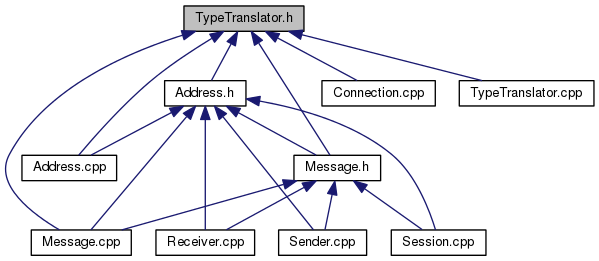 TypeTranslator.h
Address.h
Connection.cpp
TypeTranslator.cpp
Address.cpp
Message.h
Message.cpp
Receiver.cpp
Sender.cpp
Session.cpp